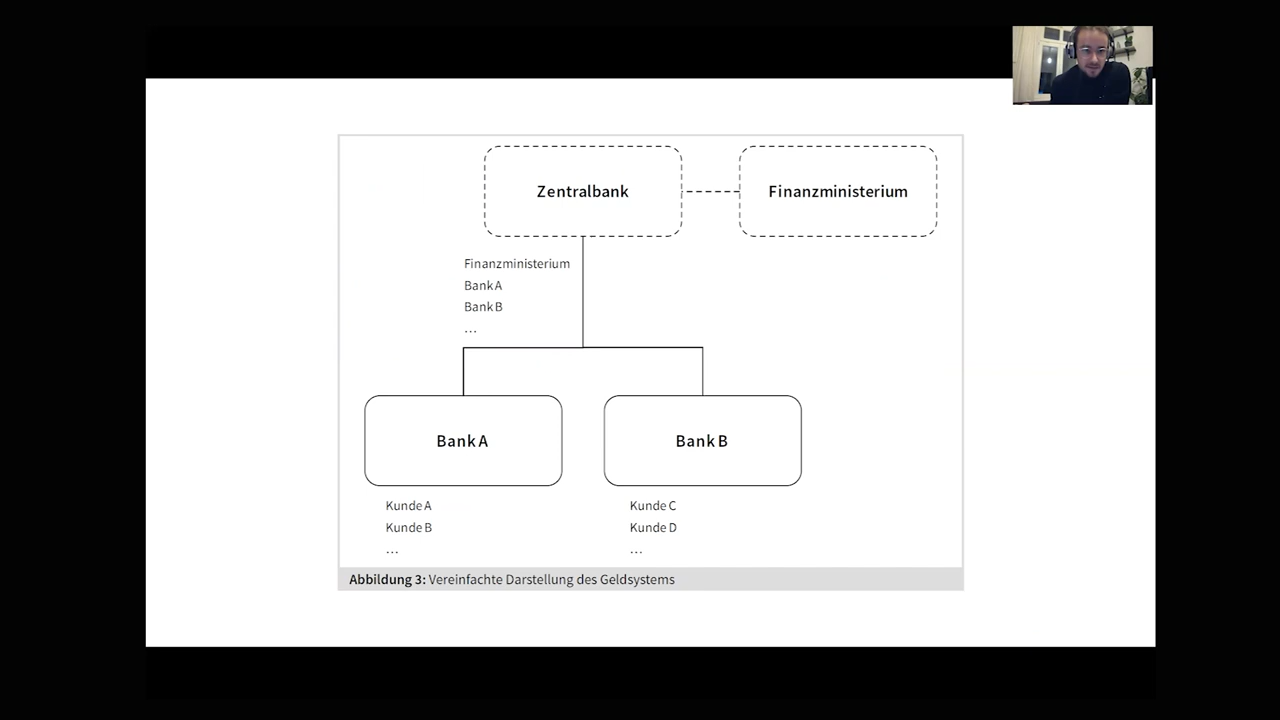 Zentralbank
Finanzministerium
Finanzministerium
Bank A
Bank B
...
Bank A
Bank B
Kunde A
Kunde B
...
Kunde C
Kunde D
...
Abbildung 3: Vereinfachte Darstellung des Geldsystems